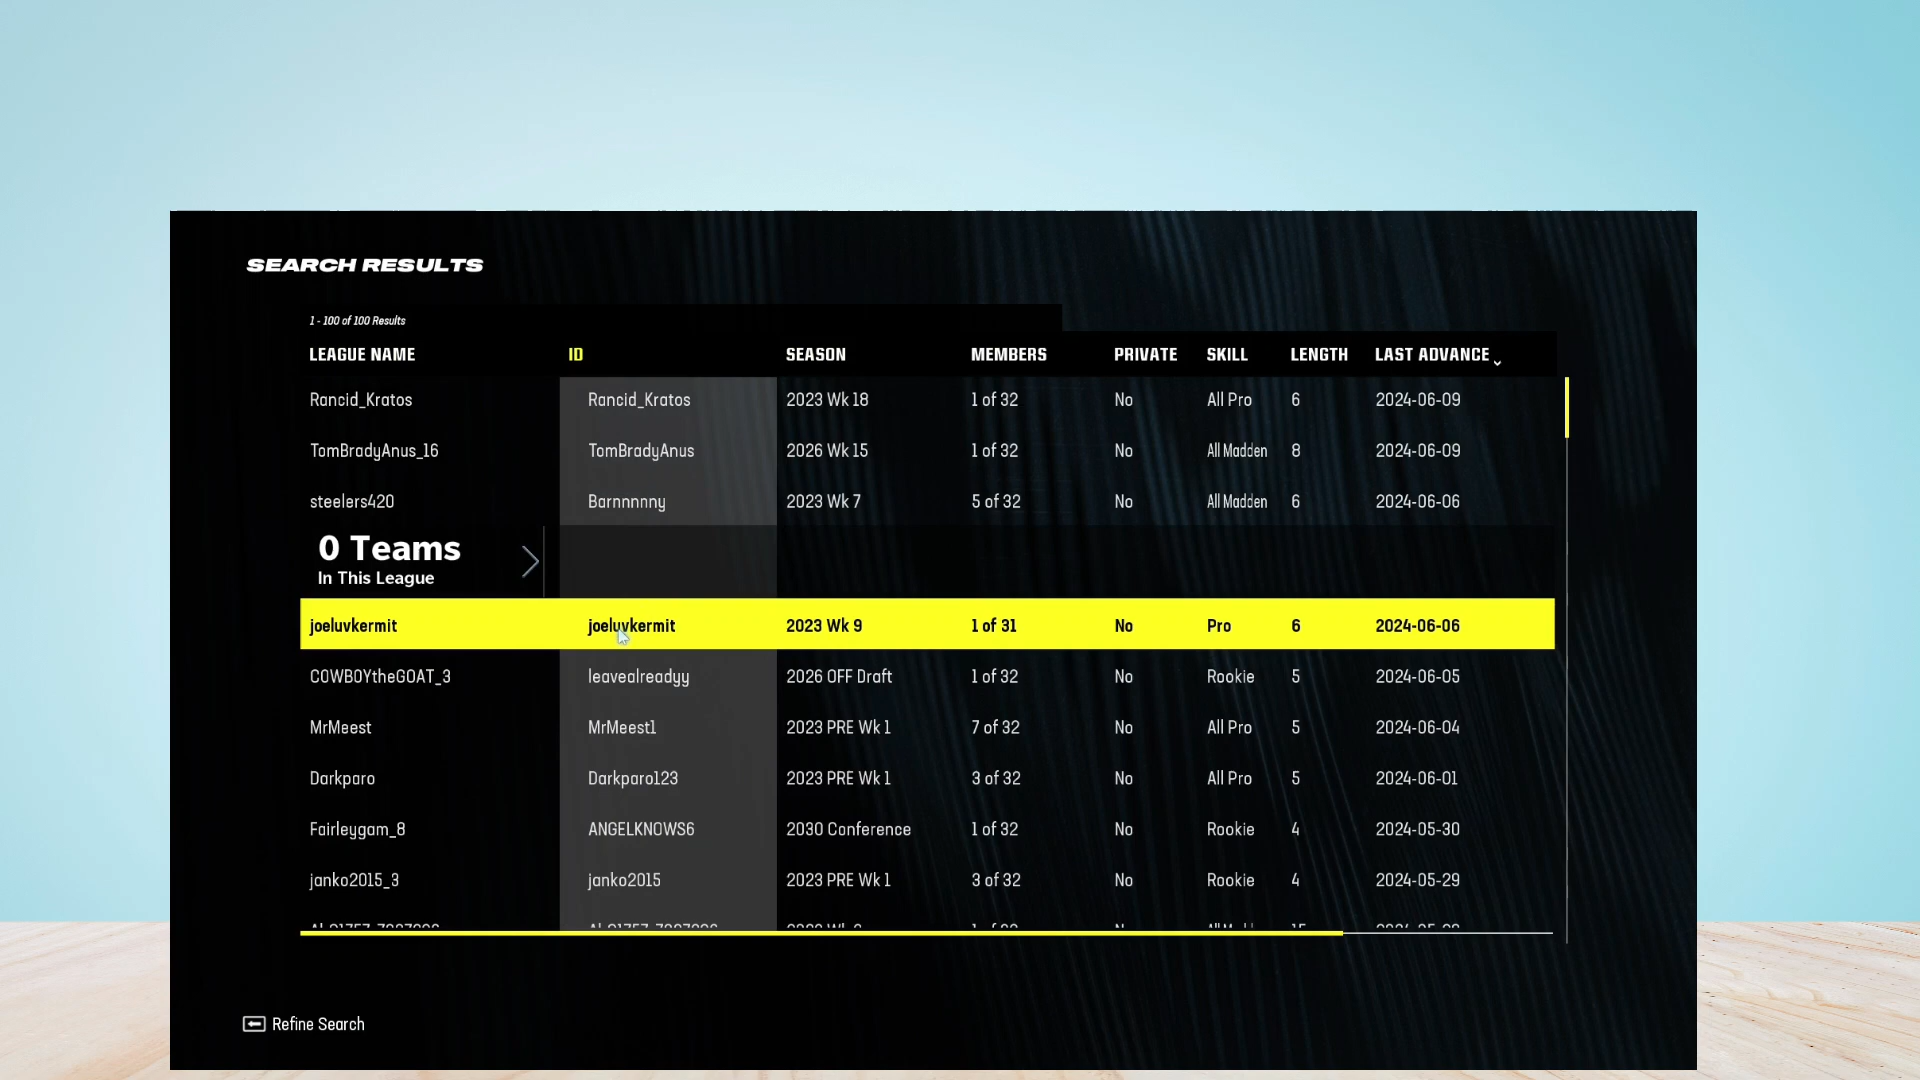 SEARCH RESULTS
1 - 100 of 100 Results
LEAGUE NAME ID SEASON MEMBERS PRIVATE SKILL LENGTH LAST ADVANCE
Rancid_Kratos Rancid_Kratos 2023 Wk 18 1 of 32 No All Pro 6 2024-06-09
TomBradyAnus_16 TomBradyAnus 2026 Wk 15 1 of 32 No All Madden 8 2024-06-09
steelers420 Barnnnnny 2023 Wk 7 5 of 32 No All Madden 6 2024-06-06
0 Teams
In This League
joeluvkermit joeluvkermit 2023 Wk 9 1 of 31 No Pro 6 2024-06-06
COWBOYtheGOAT_3 leavealreadyy 2026 OFF Draft 1 of 32 No Rookie 5 2024-06-05
MrMeest MrMeest1 2023 PRE Wk 1 7 of 32 No All Pro 5 2024-06-04
Darkparo Darkparo123 2023 PRE Wk 1 3 of 32 No All Pro 5 2024-06-01
Fairleygam_8 ANGELKNOWS6 2030 Conference 1 of 32 No Rookie 4 2024-05-30
janko2015_3 janko2015 2023 PRE Wk 1 3 of 32 No Rookie 4 2024-05-29
Refine Search